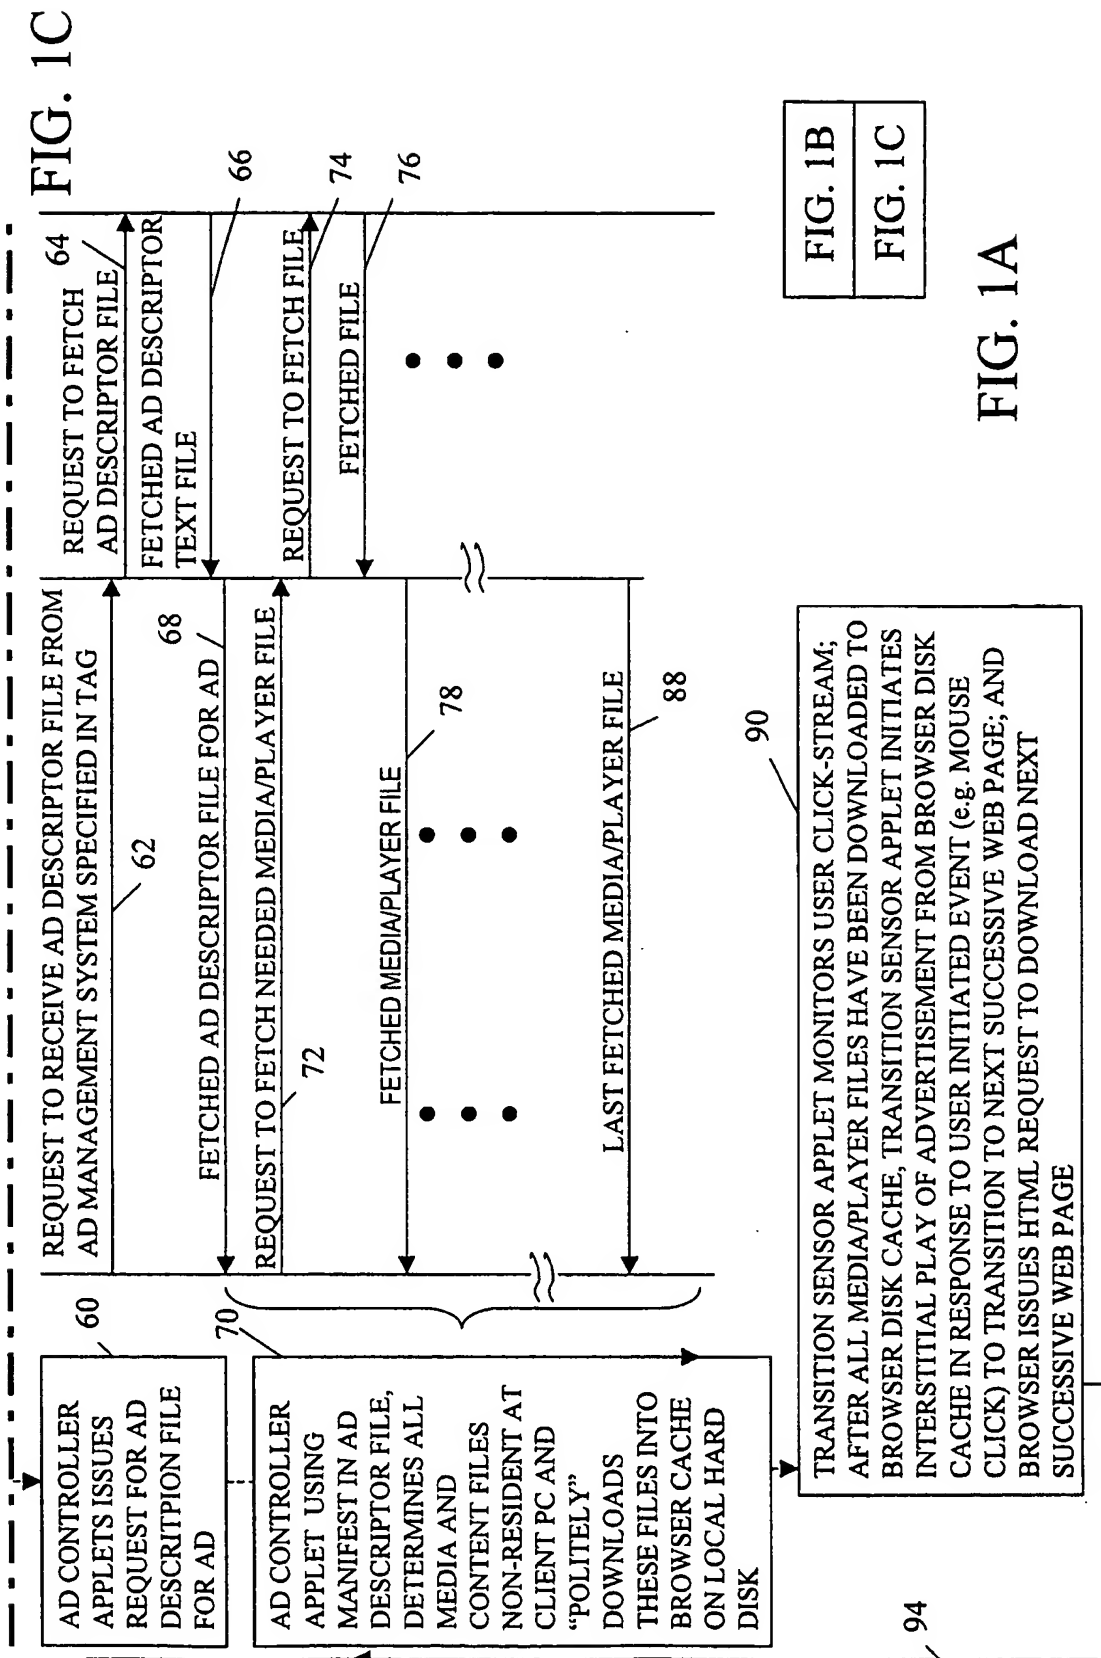 FIG. 1C
AD CONTROLLER
APPLETS ISSUES
REQUEST FOR AD
DESCRITPION FILE
FOR AD
60
REQUEST TO RECEIVE AD DESCRIPTOR FILE FROM
AD MANAGEMENT SYSTEM SPECIFIED IN TAG
62
REQUEST TO FETCH
AD DESCRIPTOR FILE
64
FETCHED AD DESCRIPTOR
TEXT FILE
66
FETCHED AD DESCRIPTOR FILE FOR AD
68
AD CONTROLLER
APPLET USING
MANIFEST IN AD
DESCRIPTOR FILE,
DETERMINES ALL
MEDIA AND
CONTENT FILES
NON-RESIDENT AT
CLIENT PC AND
“POLITELY”
DOWNLOADS
THESE FILES INTO
BROWSER CACHE
ON LOCAL HARD
DISK
70
REQUEST TO FETCH NEEDED MEDIA/PLAYER FILE
72
REQUEST TO FETCH FILE
74
FETCHED FILE
76
FETCHED MEDIA/PLAYER FILE
78
LAST FETCHED MEDIA/PLAYER FILE
88
90
TRANSITION SENSOR APPLET MONITORS USER CLICK-STREAM;
AFTER ALL MEDIA/PLAYER FILES HAVE BEEN DOWNLOADED TO
BROWSER DISK CACHE, TRANSITION SENSOR APPLET INITIATES
INTERSTITIAL PLAY OF ADVERTISEMENT FROM BROWSER DISK
CACHE IN RESPONSE TO USER INITIATED EVENT (e.g. MOUSE
CLICK) TO TRANSITION TO NEXT SUCCESSIVE WEB PAGE; AND
BROWSER ISSUES HTML REQUEST TO DOWNLOAD NEXT
SUCCESSIVE WEB PAGE
94
FIG. 1B
FIG. 1C
FIG. 1A